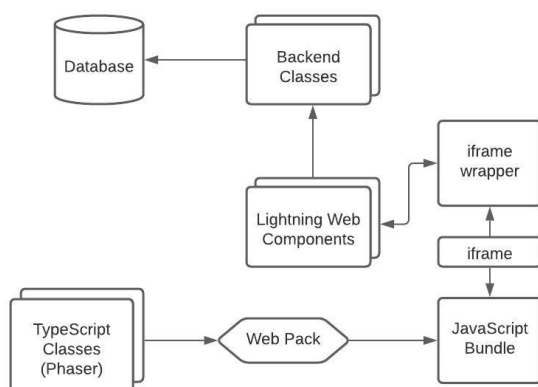 Database
Backend
Classes
iframe
wrapper
Lightning Web
Components
iframe
TypeScript
Classes
(Phaser)
Web Pack
JavaScript
Bundle